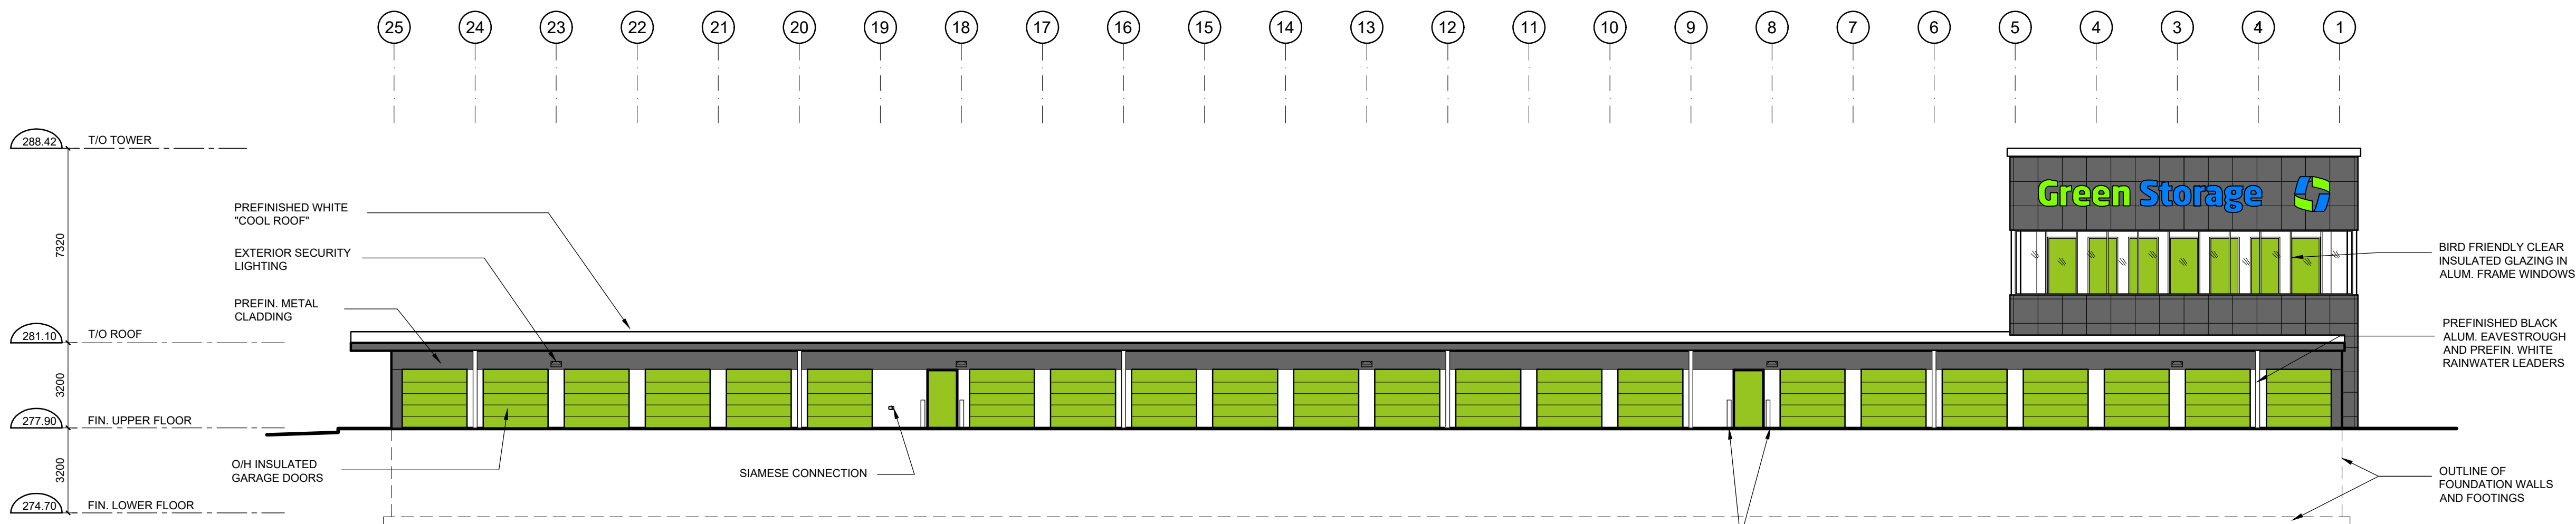 25 24 23 22 21 20 19 18 17 16 15 14 13 12 11 10 9 8 7 6 5 4 3 4 1
288.42 T/O TOWER
7320
PREFINISHED WHITE
"COOL ROOF"
EXTERIOR SECURITY
LIGHTING
PREFIN. METAL
CLADDING
Green Storage
BIRD FRIENDLY CLEAR
INSULATED GLAZING IN
ALUM. FRAME WINDOWS
281.10 T/O ROOF
PREFINISHED BLACK
ALUM. EAVESTROUGH
AND PREFIN. WHITE
RAINWATER LEADERS
3200
277.90 FIN. UPPER FLOOR
3200
O/H INSULATED
GARAGE DOORS
SIAMESE CONNECTION
OUTLINE OF
FOUNDATION WALLS
AND FOOTINGS
274.70 FIN. LOWER FLOOR